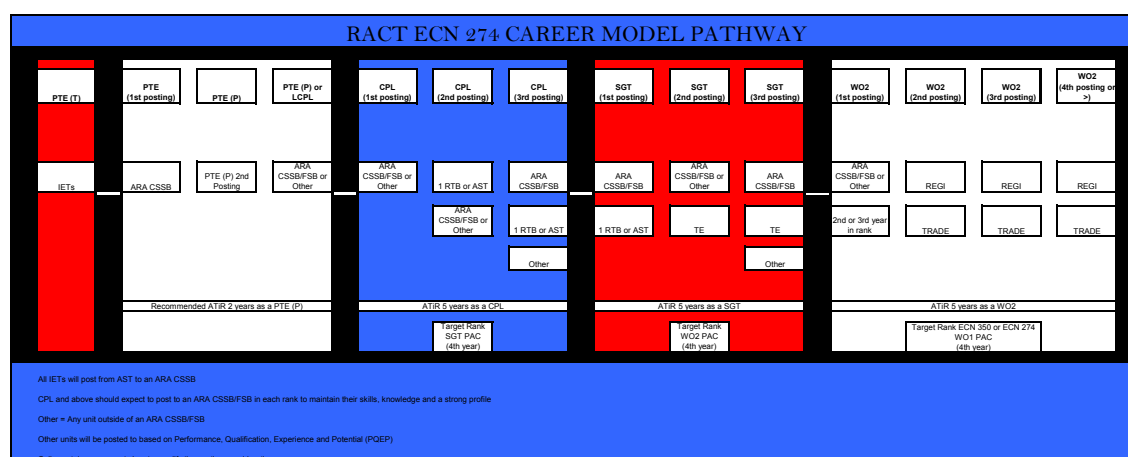 RACT ECN 274 CAREER MODEL PATHWAY
PTE (T)
PTE
(1st posting)
PTE (P)
PTE (P) or
LCPL
CPL
(1st posting)
CPL
(2nd posting)
CPL
(3rd posting)
SGT
(1st posting)
SGT
(2nd posting)
SGT
(3rd posting)
WO2
(1st posting)
WO2
(2nd posting)
WO2
(3rd posting)
WO2
(4th posting or
>)
IETs
ARA CSSB
PTE (P) 2nd
Posting
ARA
CSSB/FSB or
Other
ARA
CSSB/FSB or
Other
1 RTB or AST
ARA
CSSB/FSB
ARA
CSSB/FSB
ARA
CSSB/FSB or
Other
ARA
CSSB/FSB
ARA
CSSB/FSB or
Other
REGI
REGI
REGI
ARA
CSSB/FSB or
Other
1 RTB or AST
1 RTB or AST
TE
TE
2nd or 3rd year
in rank
TRADE
TRADE
TRADE
Other
Other
Recommended ATiR 2 years as a PTE (P)
ATiR 5 years as a CPL
ATiR 5 years as a SGT
ATiR 5 years as a WO2
Target Rank
SGT PAC
(4th year)
Target Rank
WO2 PAC
(4th year)
Target Rank ECN 350 or ECN 274
WO1 PAC
(4th year)
All IETs will post from AST to an ARA CSSB
CPL and above should expect to post to an ARA CSSB/FSB in each rank to maintain their skills, knowledge and a strong profile
Other = Any unit outside of an ARA CSSB/FSB
Other units will be posted to based on Performance, Qualification, Experience and Potential (PQEP)